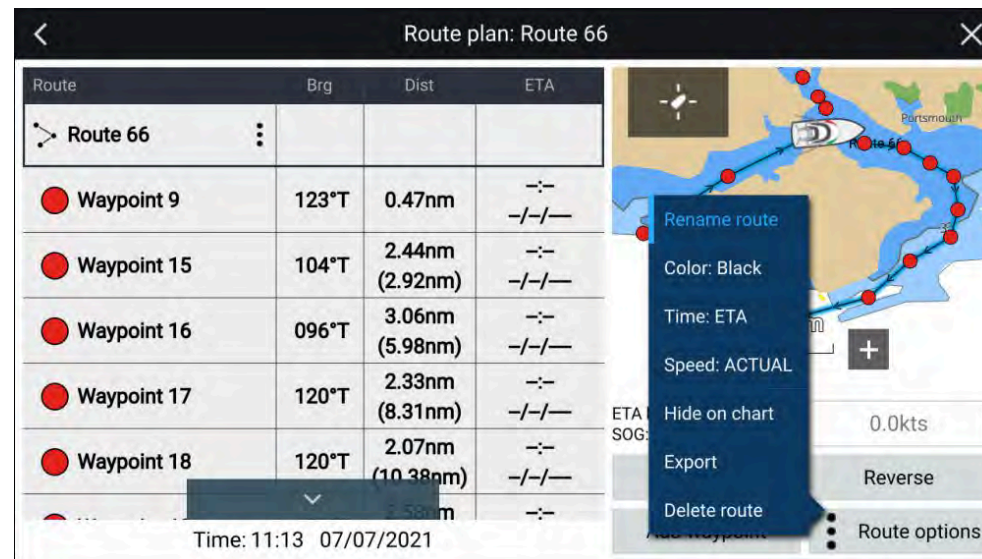 Route plan: Route 66
Route Brg Dist ETA
Route 66
Waypoint 9 123°T 0.47nm –:–
–/–/—
Waypoint 15 104°T 2.44nm –:–
(2.92nm) –/–/—
Waypoint 16 096°T 3.06nm –:–
(5.98nm) –/–/—
Waypoint 17 120°T 2.33nm –:–
(8.31nm) –/–/—
Waypoint 18 120°T 2.07nm –:–
(10.38nm) –/–/—
Time: 11:13 07/07/2021
Portsmouth
Rename route
Color: Black
Time: ETA
Speed: ACTUAL
Hide on chart
Export
Delete route
ETA
SOG:
0.0kts
Reverse
Route options